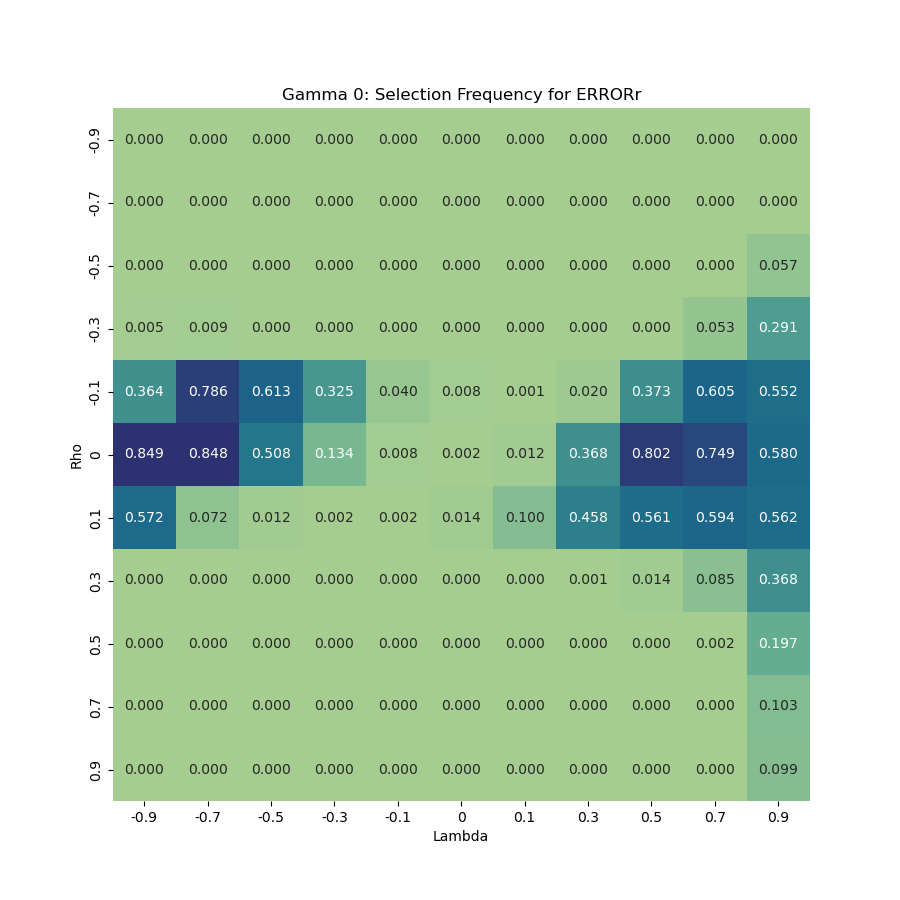 Gamma 0: Selection Frequency for ERRORr
-0.9 0.000 0.000 0.000 0.000 0.000 0.000 0.000 0.000 0.000 0.000 0.000
-0.7 0.000 0.000 0.000 0.000 0.000 0.000 0.000 0.000 0.000 0.000 0.000
-0.5 0.000 0.000 0.000 0.000 0.000 0.000 0.000 0.000 0.000 0.000 0.057
-0.3 0.005 0.009 0.000 0.000 0.000 0.000 0.000 0.000 0.000 0.053 0.291
-0.1 0.364 0.786 0.613 0.325 0.040 0.008 0.001 0.020 0.373 0.605 0.552
Rho
0 0.849 0.848 0.508 0.134 0.008 0.002 0.012 0.368 0.802 0.749 0.580
0.1 0.572 0.072 0.012 0.002 0.002 0.014 0.100 0.458 0.561 0.594 0.562
0.3 0.000 0.000 0.000 0.000 0.000 0.000 0.000 0.001 0.014 0.085 0.368
0.5 0.000 0.000 0.000 0.000 0.000 0.000 0.000 0.000 0.000 0.002 0.197
0.7 0.000 0.000 0.000 0.000 0.000 0.000 0.000 0.000 0.000 0.000 0.103
0.9 0.000 0.000 0.000 0.000 0.000 0.000 0.000 0.000 0.000 0.000 0.099
-0.9 -0.7 -0.5 -0.3 -0.1 0 0.1 0.3 0.5 0.7 0.9
Lambda